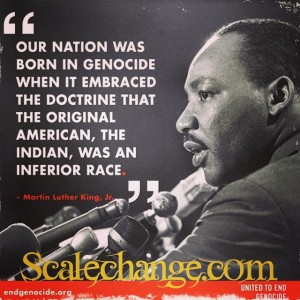 “
OUR NATION WAS
BORN IN GENOCIDE
WHEN IT EMBRACED
THE DOCTRINE THAT
THE ORIGINAL
AMERICAN, THE
INDIAN, WAS AN
INFERIOR RACE.
”
- Martin Luther King, Jr.
Scalechange.com
endgenocide.org
UNITED TO END
GENOCIDE